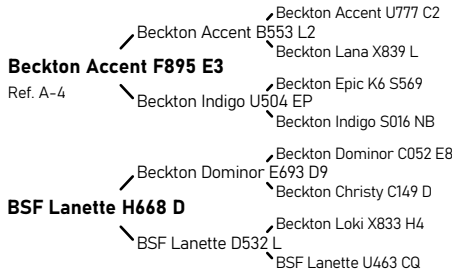 Beckton Accent U777 C2
Beckton Accent B553 L2
Beckton Lana X839 L
Beckton Accent F895 E3
Ref. A-4
Beckton Epic K6 S569
Beckton Indigo U504 EP
Beckton Indigo S016 NB
Beckton Dominor C052 E8
Beckton Dominor E693 D9
Beckton Christy C149 D
BSF Lanette H668 D
Beckton Loki X833 H4
BSF Lanette D532 L
BSF Lanette U463 CQ